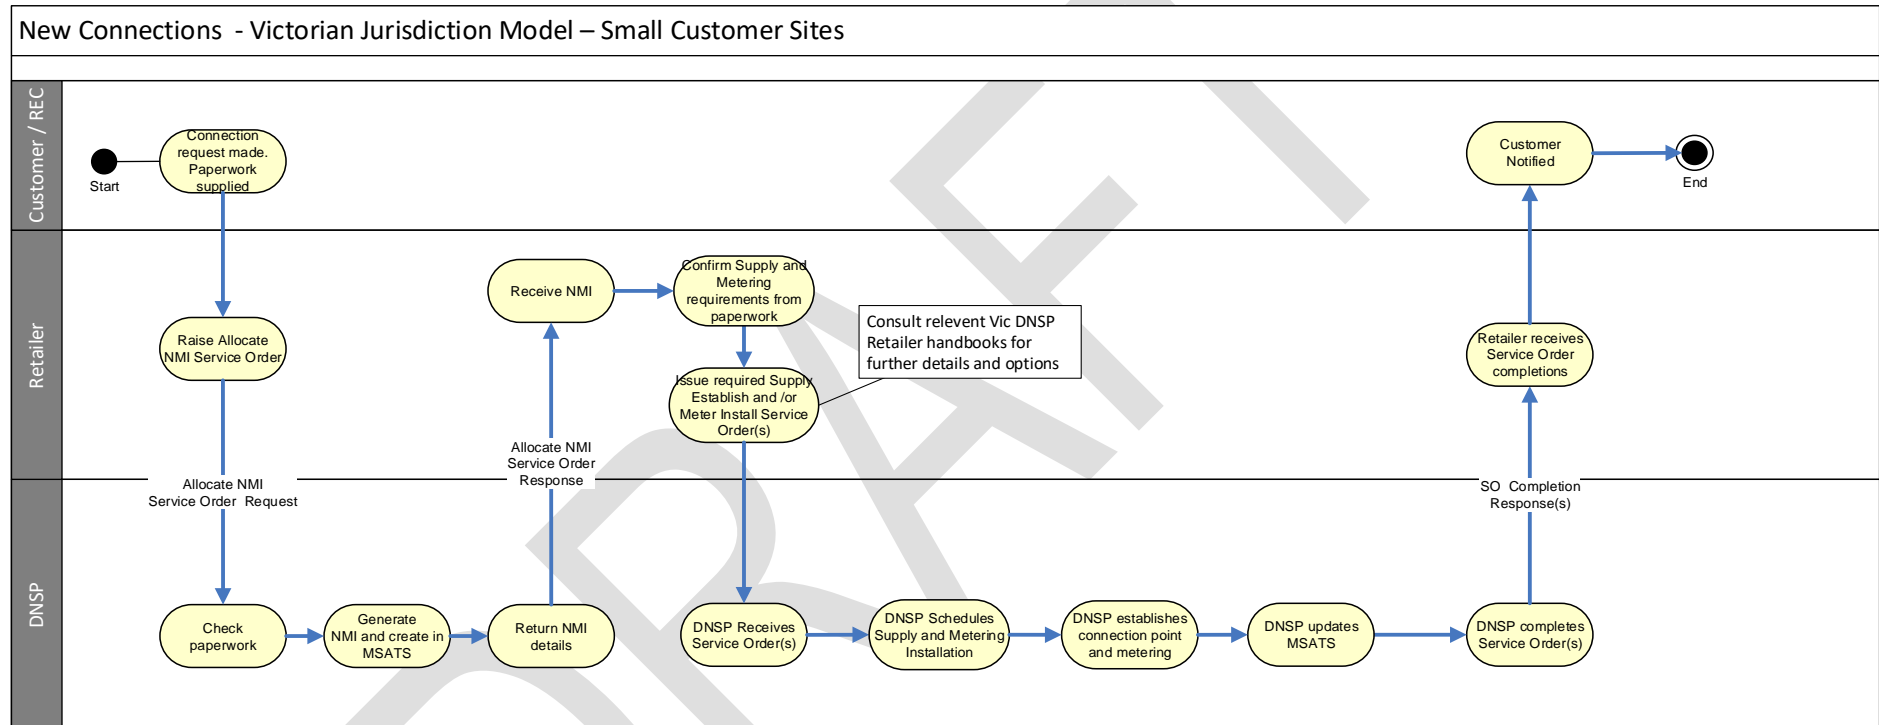 New Connections  - Victorian Jurisdiction Model – Small Customer Sites
Customer / REC
Start
Connection
request made.
Paperwork
supplied
Customer
Notified
End
Retailer
Raise Allocate
NMI Service Order
Receive NMI
Confirm Supply and
Metering
requirements from
paperwork
Consult relevent Vic DNSP
Retailer handbooks for
further details and options
Issue required Supply
Establish and /or
Meter Install Service
Order(s)
Retailer receives
Service Order
completions
Allocate NMI
Service Order  Request
Allocate NMI
Service Order
Response
SO  Completion
Response(s)
DNSP
Check
paperwork
Generate
NMI and create in
MSATS
Return NMI
details
DNSP Receives
Service Order(s)
DNSP Schedules
Supply and Metering
Installation
DNSP establishes
connection point
and metering
DNSP updates
MSATS
DNSP completes
Service Order(s)
DRAFT